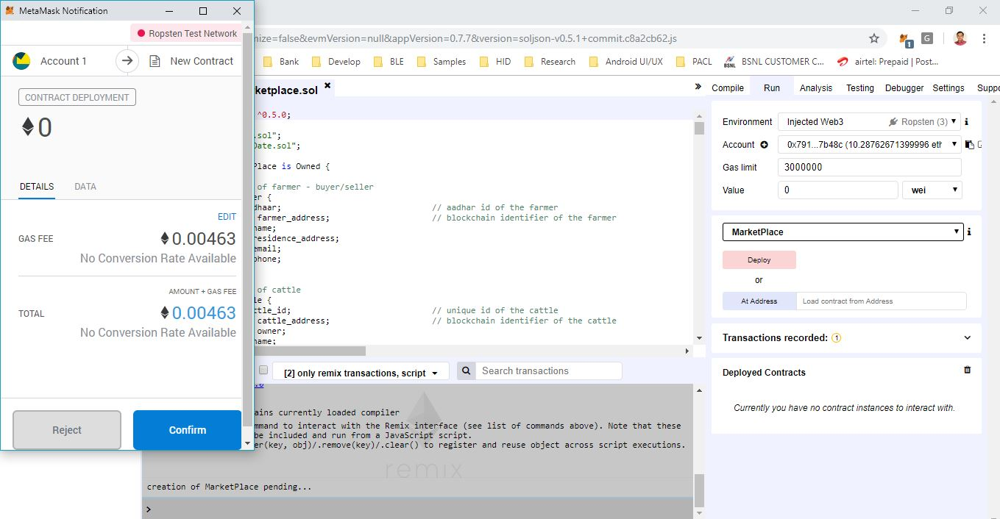 MetaMask Notification
Ropsten Test Network
Account 1
New Contract
CONTRACT DEPLOYMENT
0
DETAILS
DATA
EDIT
GAS FEE
0.00463
No Conversion Rate Available
AMOUNT + GAS FEE
TOTAL
0.00463
No Conversion Rate Available
Reject
Confirm
mize=false&evmVersion=null&appVersion=0.7.7&version=soljson-v0.5.1+commit.c8a2cb62.js
1
G
Bank
Develop
BLE
Samples
HID
Research
Android UI/UX
PACL
BSNL
BSNL CUSTOMER C...
airtel: Prepaid | Post...
ketplace.sol
^0.5.0;
.sol";
Date.sol";
Place is Owned {
of farmer - buyer/seller
er {
dhaar; // aadhar id of the farmer
farmer_address; // blockchain identifier of the farmer
name;
residence_address;
email;
phone;
of cattle
le {
ttle_id; // unique id of the cattle
cattle_address; // blockchain identifier of the cattle
owner;
name;
[2] only remix transactions, script
Search transactions
.0
ains currently loaded compiler
mmand to interact with the Remix interface (see list of commands above). Note that these
be included and run from a JavaScript script.
er(key, obj)/.remove(key)/.clear() to register and reuse object across script executions.
remix
creation of MarketPlace pending...
>
» Compile Run Analysis Testing Debugger Settings Suppo
Environment Injected Web3 Ropsten (3) i
Account 0x791...7b48c (10.28762671399996 eth
Gas limit 3000000
Value 0 wei
MarketPlace i
Deploy
or
At Address Load contract from Address
Transactions recorded: 1
Deployed Contracts
Currently you have no contract instances to interact with.